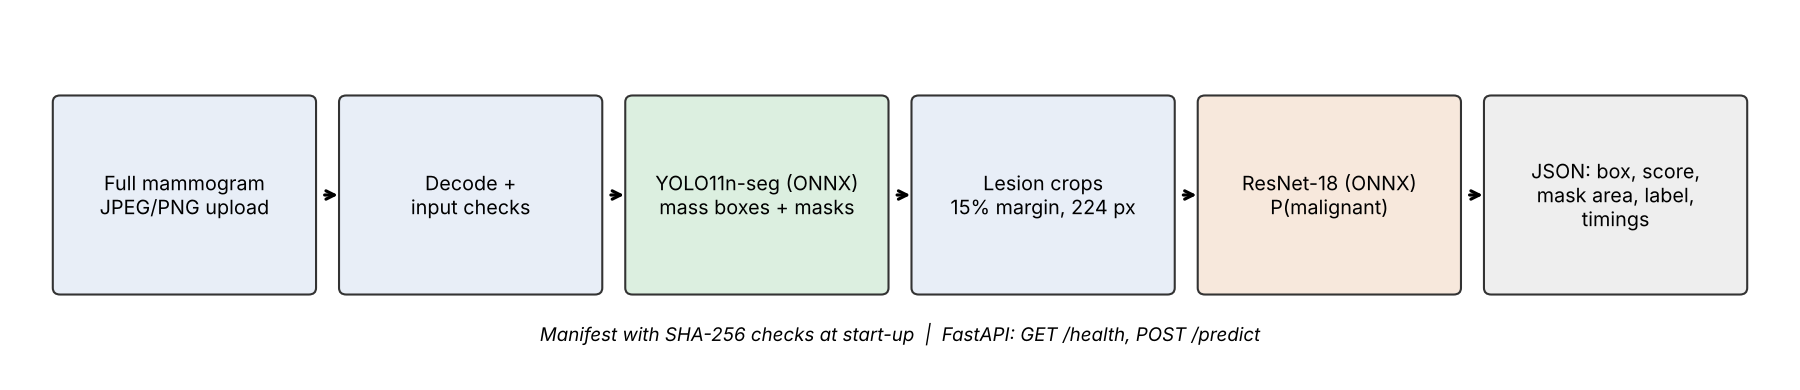 Full mammogram
JPEG/PNG upload
Decode +
input checks
YOLO11n-seg (ONNX)
mass boxes + masks
Lesion crops
15% margin, 224 px
ResNet-18 (ONNX)
P(malignant)
JSON: box, score,
mask area, label,
timings
Manifest with SHA-256 checks at start-up | FastAPI: GET /health, POST /predict